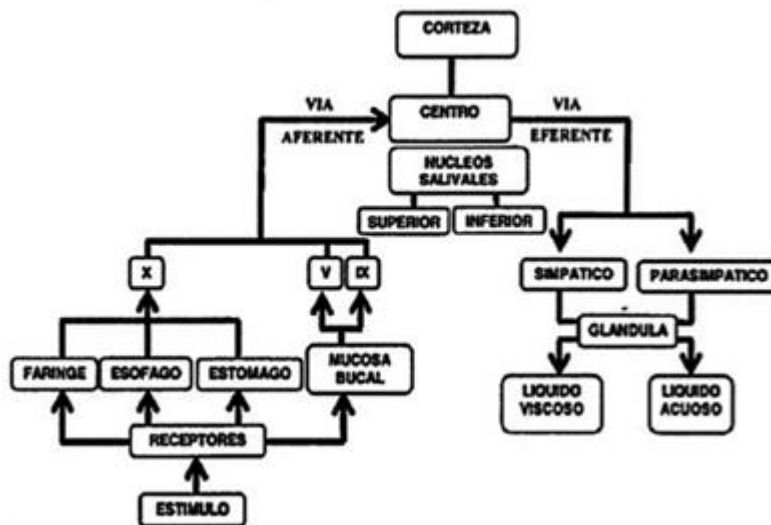 CORTEZA
VIA
AFERENTE
CENTRO
VIA
EFERENTE
NUCLEOS
SALIVALES
SUPERIOR
INFERIOR
X
V
IX
SIMPATICO
PARASIMPATICO
GLANDULA
FARINGE
ESOFAGO
ESTOMAGO
MUCOSA
BUCAL
LIQUIDO
VISCOSO
LIQUIDO
ACUOSO
RECEPTORES
ESTIMULO